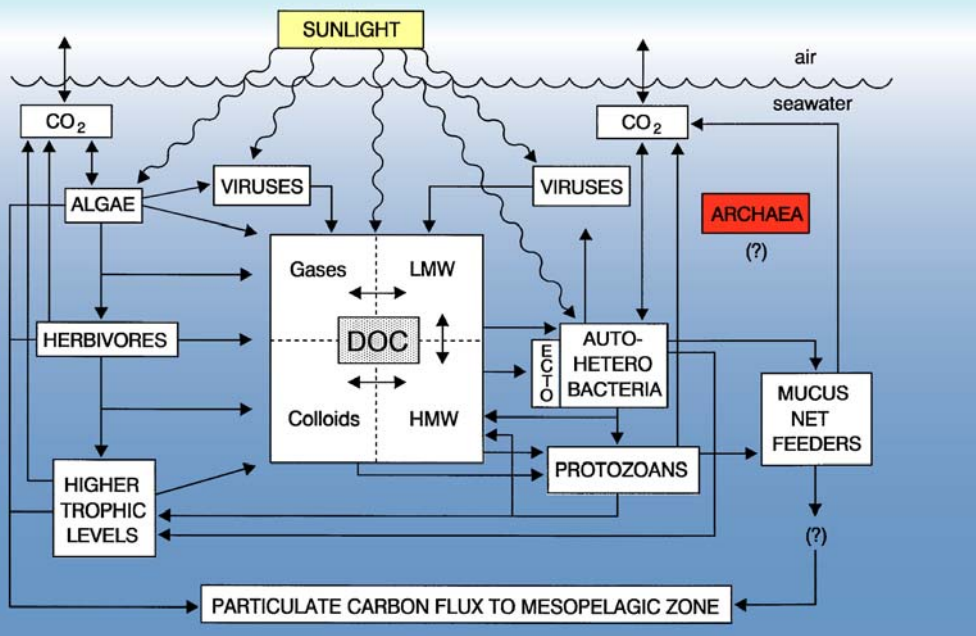 SUNLIGHT
air
seawater
CO2
CO2
VIRUSES
VIRUSES
ALGAE
ARCHAEA
(?)
Gases
LMW
DOC
HERBIVORES
ECTO
AUTO-
HETERO
BACTERIA
Colloids
HMW
MUCUS
NET
FEEDERS
PROTOZOANS
HIGHER
TROPHIC
LEVELS
(?)
PARTICULATE CARBON FLUX TO MESOPELAGIC ZONE